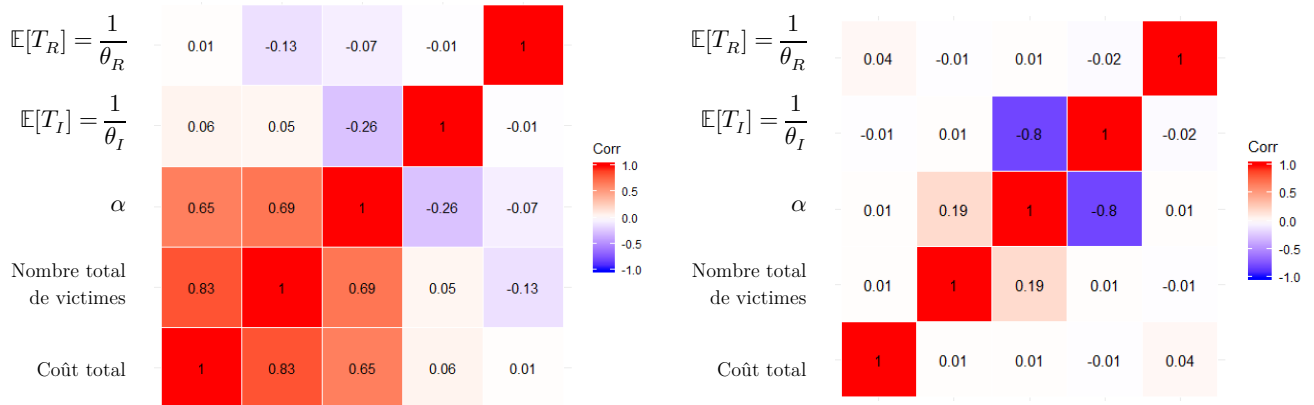 𝔼[T_R] = 1/θ_R
0.01 -0.13 -0.07 -0.01 1
𝔼[T_I] = 1/θ_I
0.06 0.05 -0.26 1 -0.01
α
0.65 0.69 1 -0.26 -0.07
Nombre total
de victimes
0.83 1 0.69 0.05 -0.13
Coût total
1 0.83 0.65 0.06 0.01
Corr
1.0
0.5
0.0
-0.5
-1.0
𝔼[T_R] = 1/θ_R
0.04 -0.01 0.01 -0.02 1
𝔼[T_I] = 1/θ_I
-0.01 0.01 -0.8 1 -0.02
α
0.01 0.19 1 -0.8 0.01
Nombre total
de victimes
0.01 1 0.19 0.01 -0.01
Coût total
1 0.01 0.01 -0.01 0.04
Corr
1.0
0.5
0.0
-0.5
-1.0